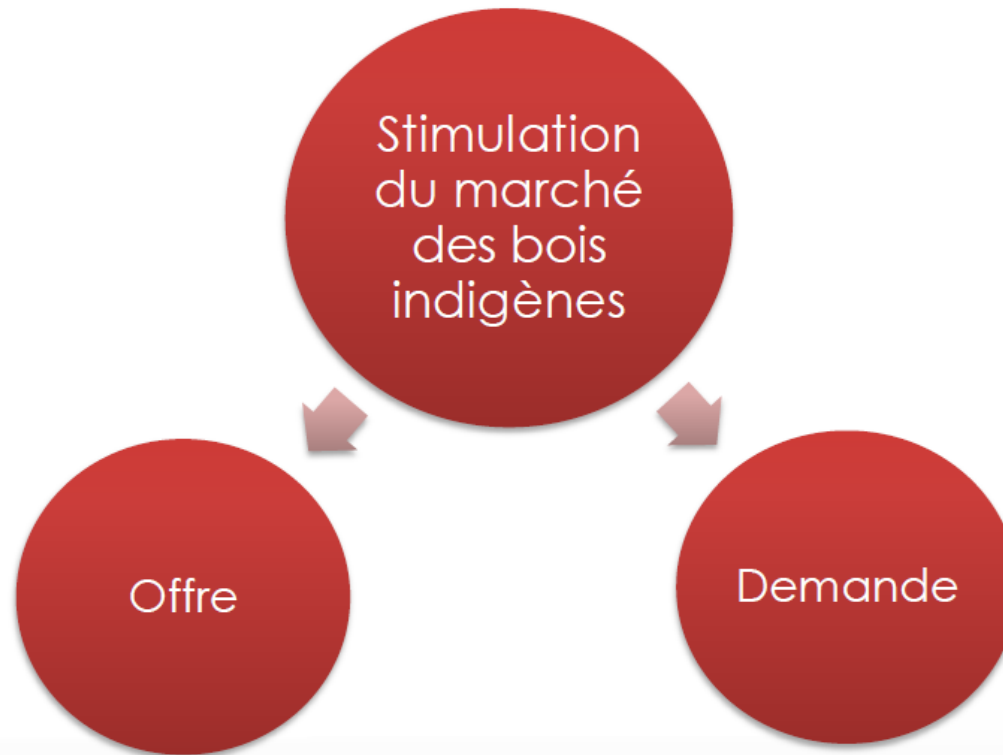 Stimulation
du marché
des bois
indigènes
Offre
Demande